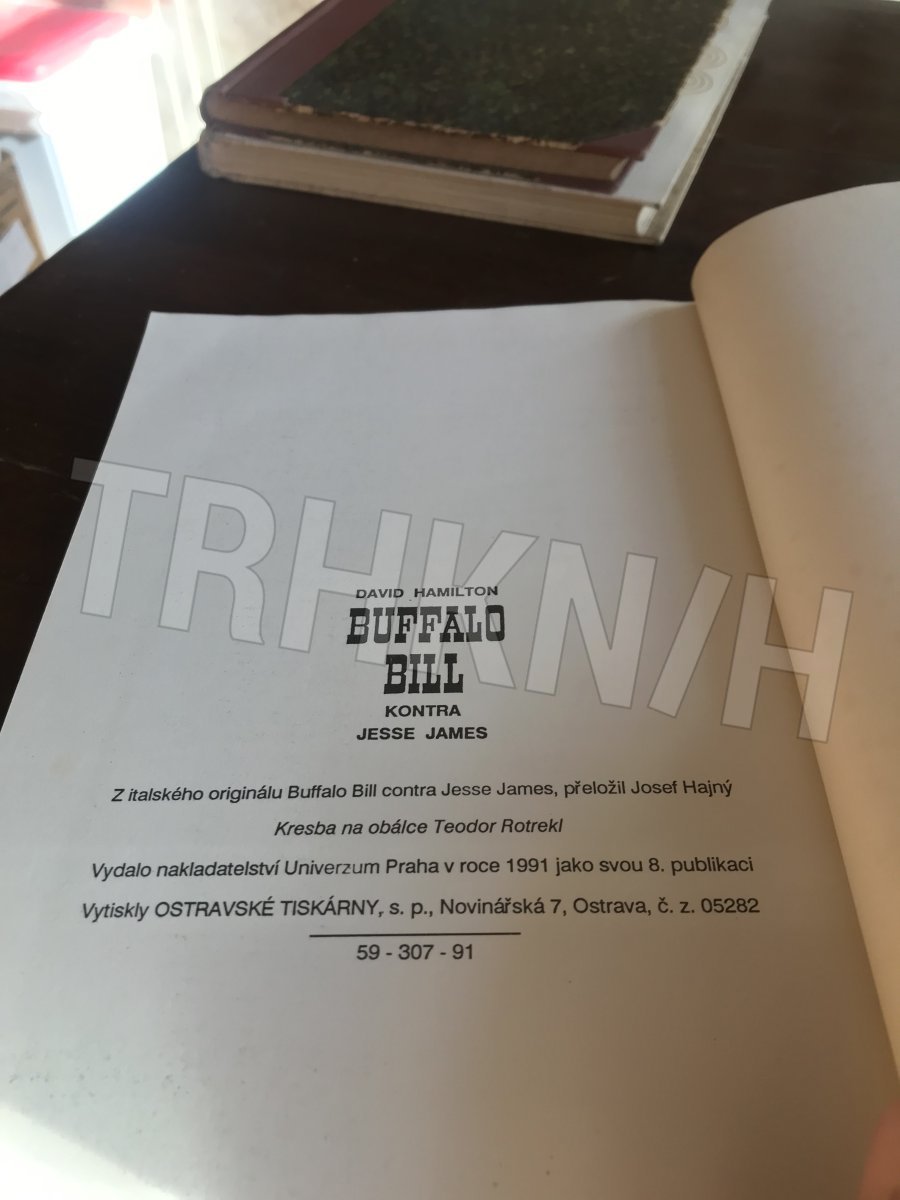 DAVID HAMILTON
BUFFALO
BILL
KONTRA
JESSE JAMES
Z italského originálu Buffalo Bill contra Jesse James, přeložil Josef Hajný
Kresba na obálce Teodor Rotrekl
Vydalo nakladatelství Univerzum Praha v roce 1991 jako svou 8. publikaci
Vytiskly OSTRAVSKÉ TISKÁRNY, s. p., Novinářská 7, Ostrava, č. z. 05282
59 - 307 - 91
TRHKN/H